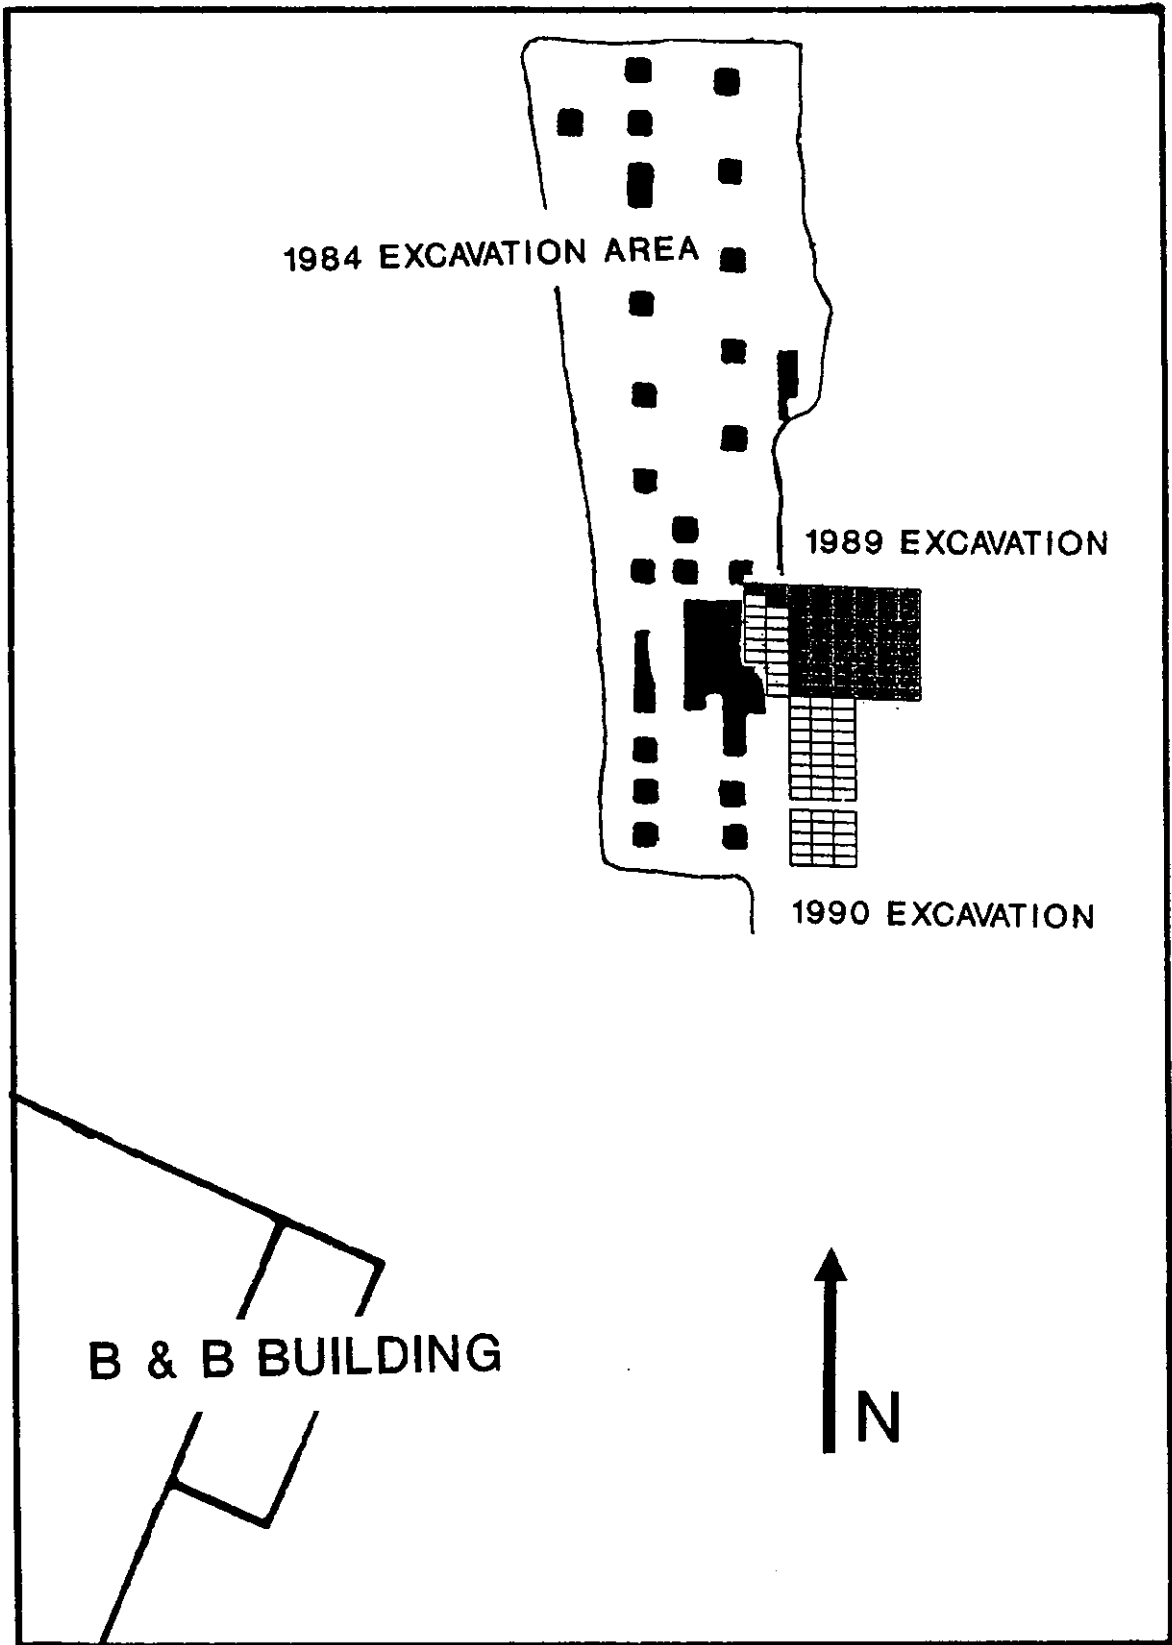 1984 EXCAVATION AREA
1989 EXCAVATION
1990 EXCAVATION
B & B BUILDING
N